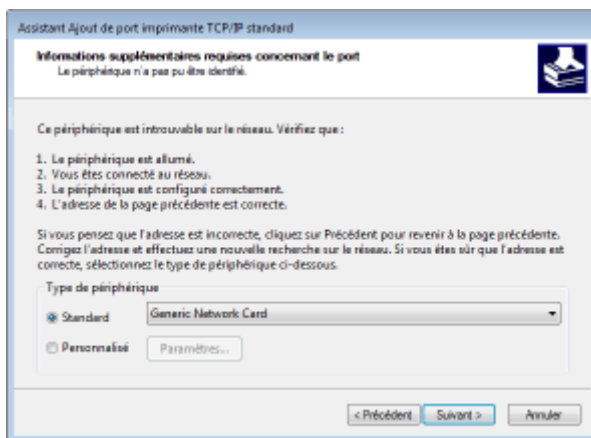 Assistant Ajout de port imprimante TCP/IP standard
Informations supplémentaires requises concernant le port
Le périphérique n'a pas pu être identifié.
Ce périphérique est introuvable sur le réseau. Vérifiez que :
1. Le périphérique est allumé.
2. Vous êtes connecté au réseau.
3. Le périphérique est configuré correctement.
4. L'adresse de la page précédente est correcte.
Si vous pensez que l'adresse est incorrecte, cliquez sur Précédent pour revenir à la page précédente.
Corrigez l'adresse et effectuez une nouvelle recherche sur le réseau. Si vous êtes sûr que l'adresse est
correcte, sélectionnez le type de périphérique ci-dessous.
Type de périphérique
Standard
Generic Network Card
Personnalisé
Paramètres...
< Précédent
Suivant >
Annuler